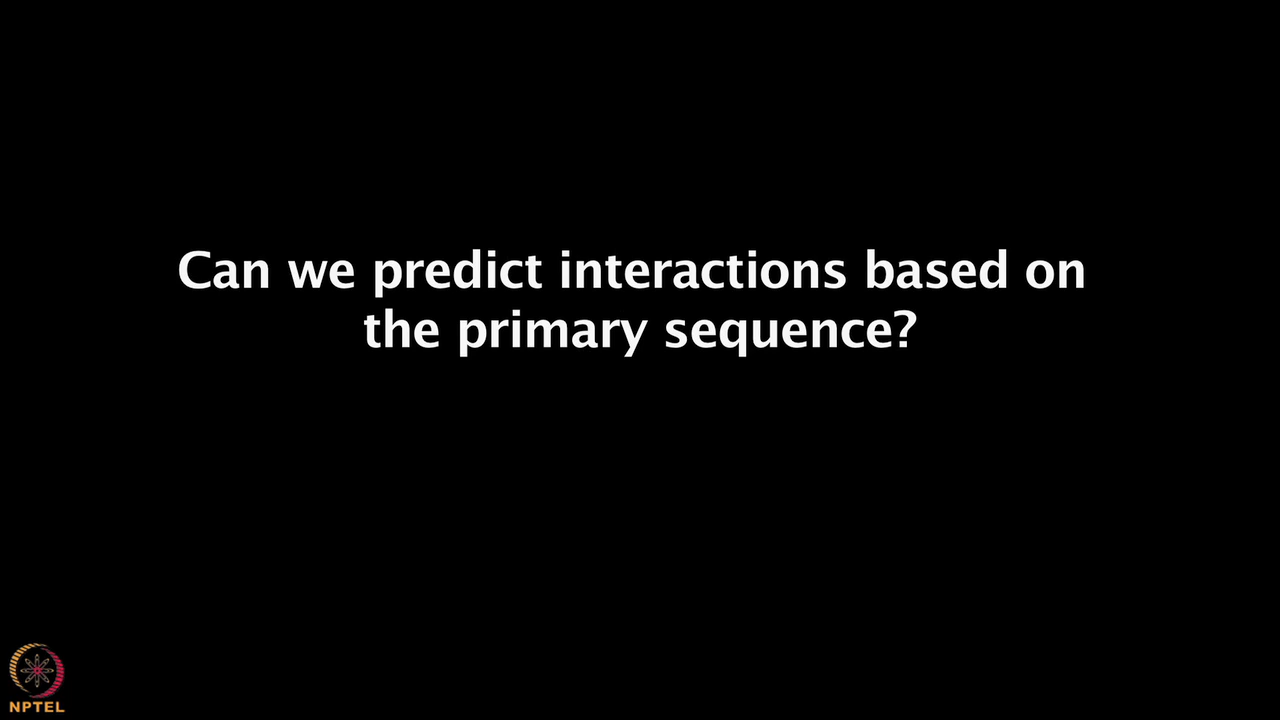 Can we predict interactions based on
the primary sequence?
NPTEL